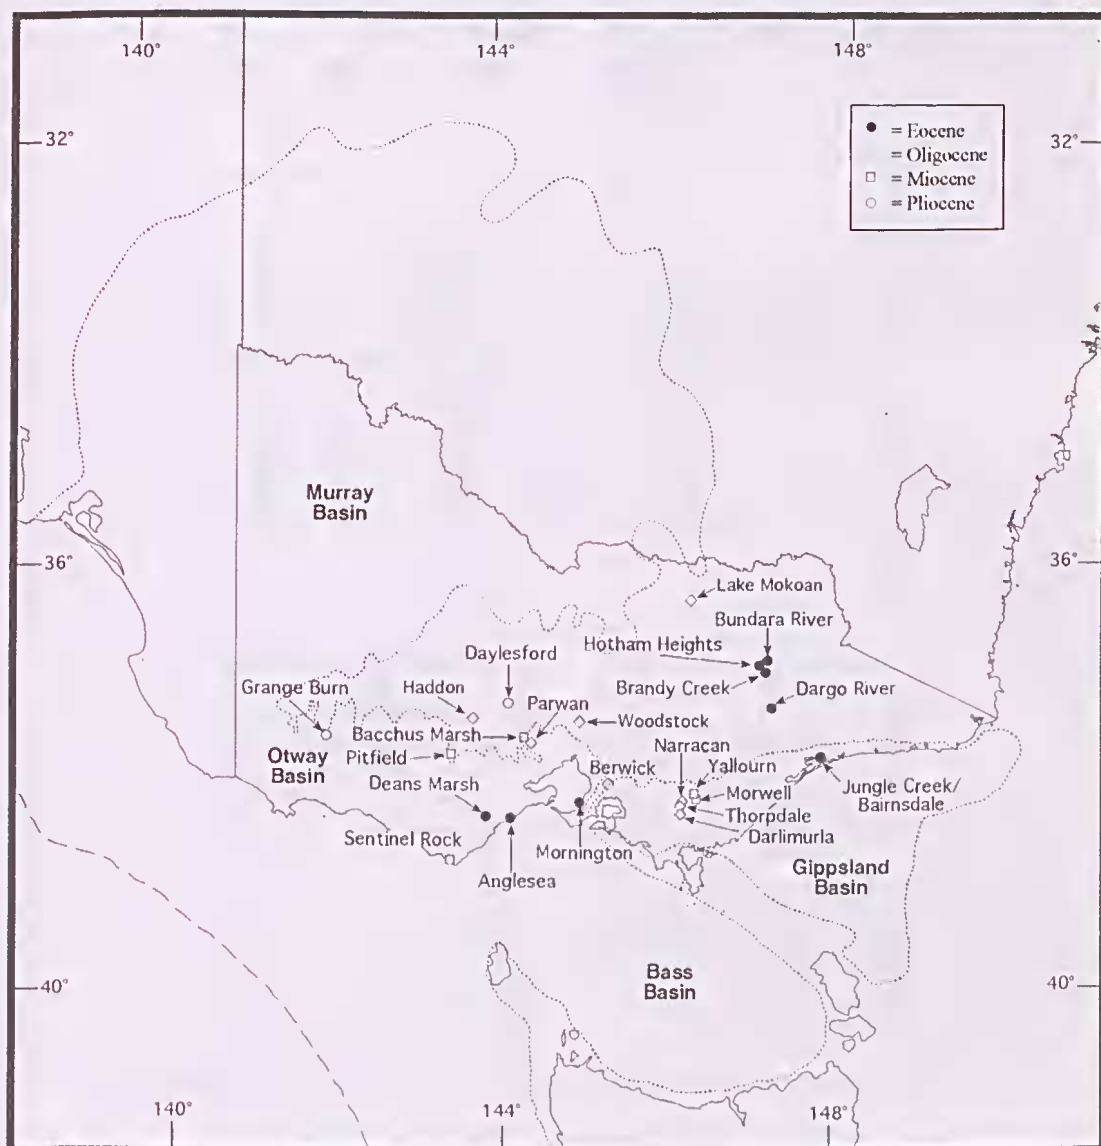 140°
144°
148°
32°
32°
= Eocene
= Oligocene
= Miocene
= Pliocene
Murray
Basin
36°
36°
Lake Mokoan
Bundara River
Hotham Heights
Daylesford
Brandy Creek
Dargo River
Grange Burn
Haddon
Parwan
Woodstock
Bacchus Marsh
Narracan
Otway
Basin
Pitfield
Berwick
Yallourn
Deans Marsh
Morwell
Jungle Creek/
Bairnsdale
Thorpdale
Sentinel Rock
Mornington
Darlimurla
Anglesea
Gippsland
Basin
Bass
Basin
40°
40°
140°
144°
148°